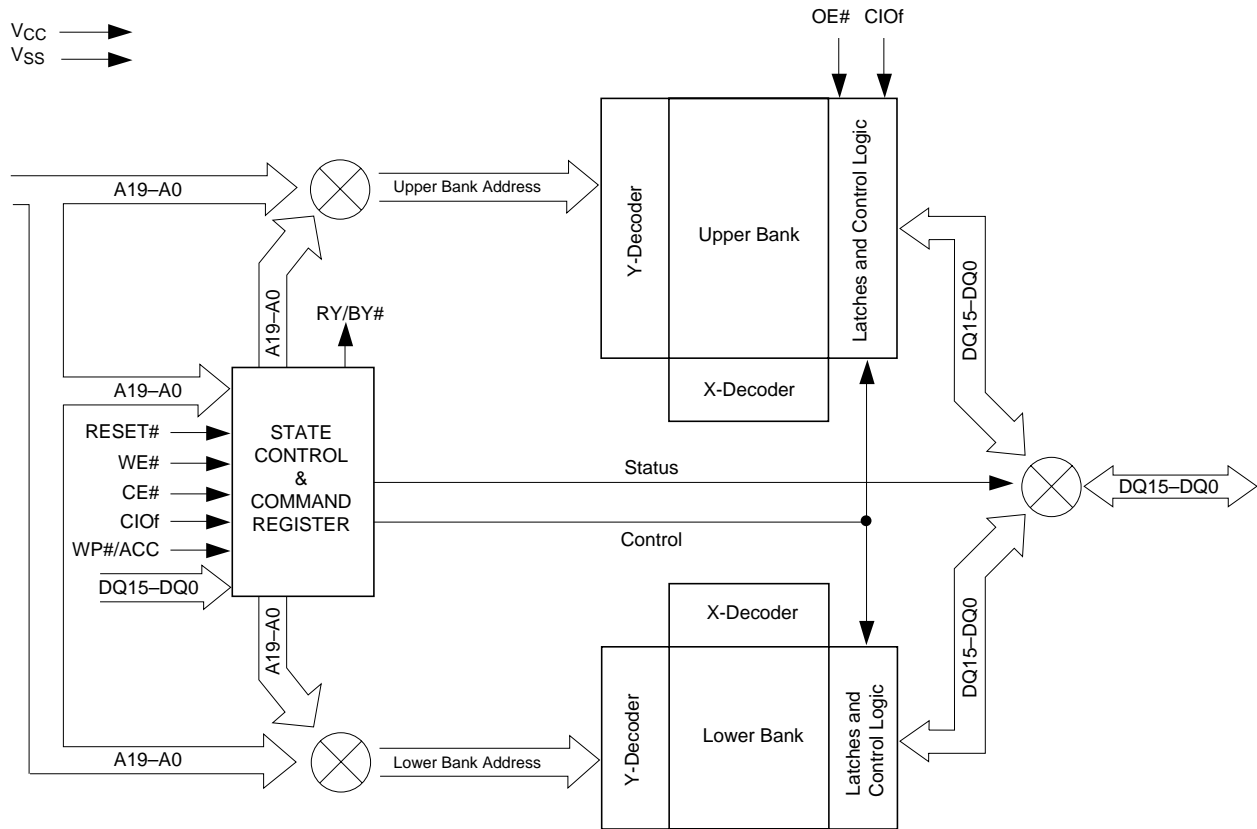 VCC
VSS
OE# CIOf
A19–A0
Upper Bank Address
Y-Decoder
Upper Bank
Latches and Control Logic
X-Decoder
A19–A0
RY/BY#
DQ15–DQ0
A19–A0
RESET#
WE#
CE#
CIOf
WP#/ACC
DQ15–DQ0
STATE
CONTROL
&
COMMAND
REGISTER
Status
Control
DQ15–DQ0
A19–A0
X-Decoder
DQ15–DQ0
Y-Decoder
Lower Bank
Latches and
Control Logic
A19–A0
Lower Bank Address